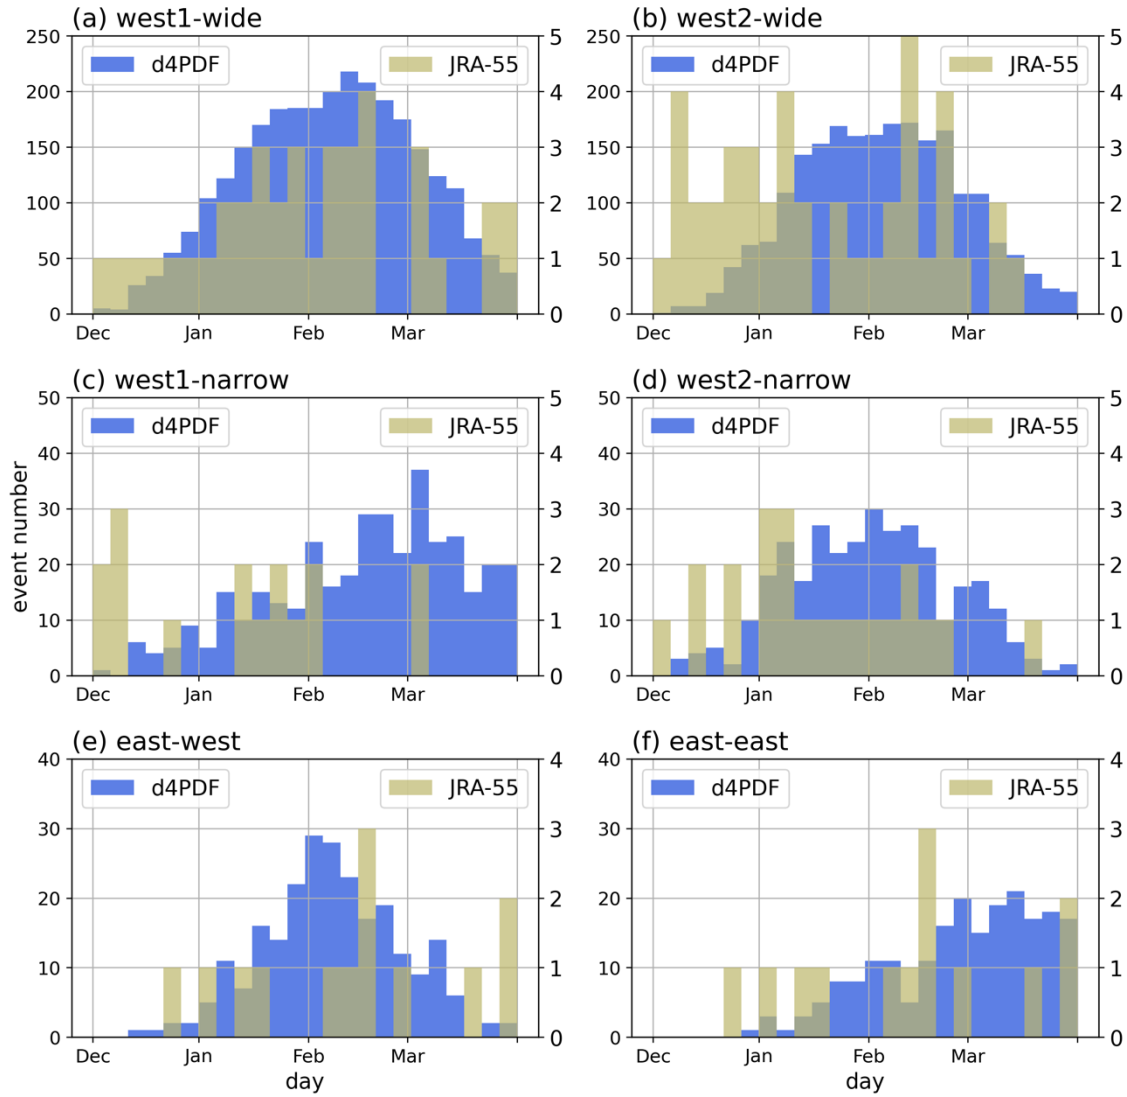 (a) west1-wide
250
200
150
100
50
0
d4PDF
JRA-55
5
4
3
2
1
0
Dec Jan Feb Mar
(b) west2-wide
250
200
150
100
50
0
d4PDF
JRA-55
5
4
3
2
1
0
Dec Jan Feb Mar
(c) west1-narrow
event number
50
40
30
20
10
0
d4PDF
JRA-55
5
4
3
2
1
0
Dec Jan Feb Mar
(d) west2-narrow
50
40
30
20
10
0
d4PDF
JRA-55
5
4
3
2
1
0
Dec Jan Feb Mar
(e) east-west
40
30
20
10
0
d4PDF
JRA-55
4
3
2
1
0
Dec Jan Feb Mar
day
(f) east-east
40
30
20
10
0
d4PDF
JRA-55
4
3
2
1
0
Dec Jan Feb Mar
day